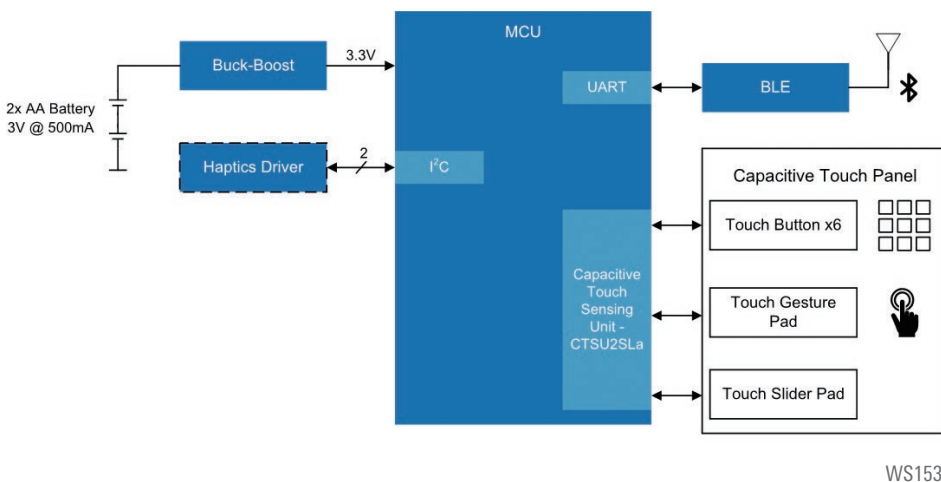 MCU
Buck-Boost
3.3V
UART
BLE
2x AA Battery
3V @ 500mA
Haptics Driver
2
I²C
Capacitive Touch Panel
Touch Button x6
Capacitive
Touch
Sensing
Unit -
CTSU2SLa
Touch Gesture
Pad
Touch Slider Pad
WS153